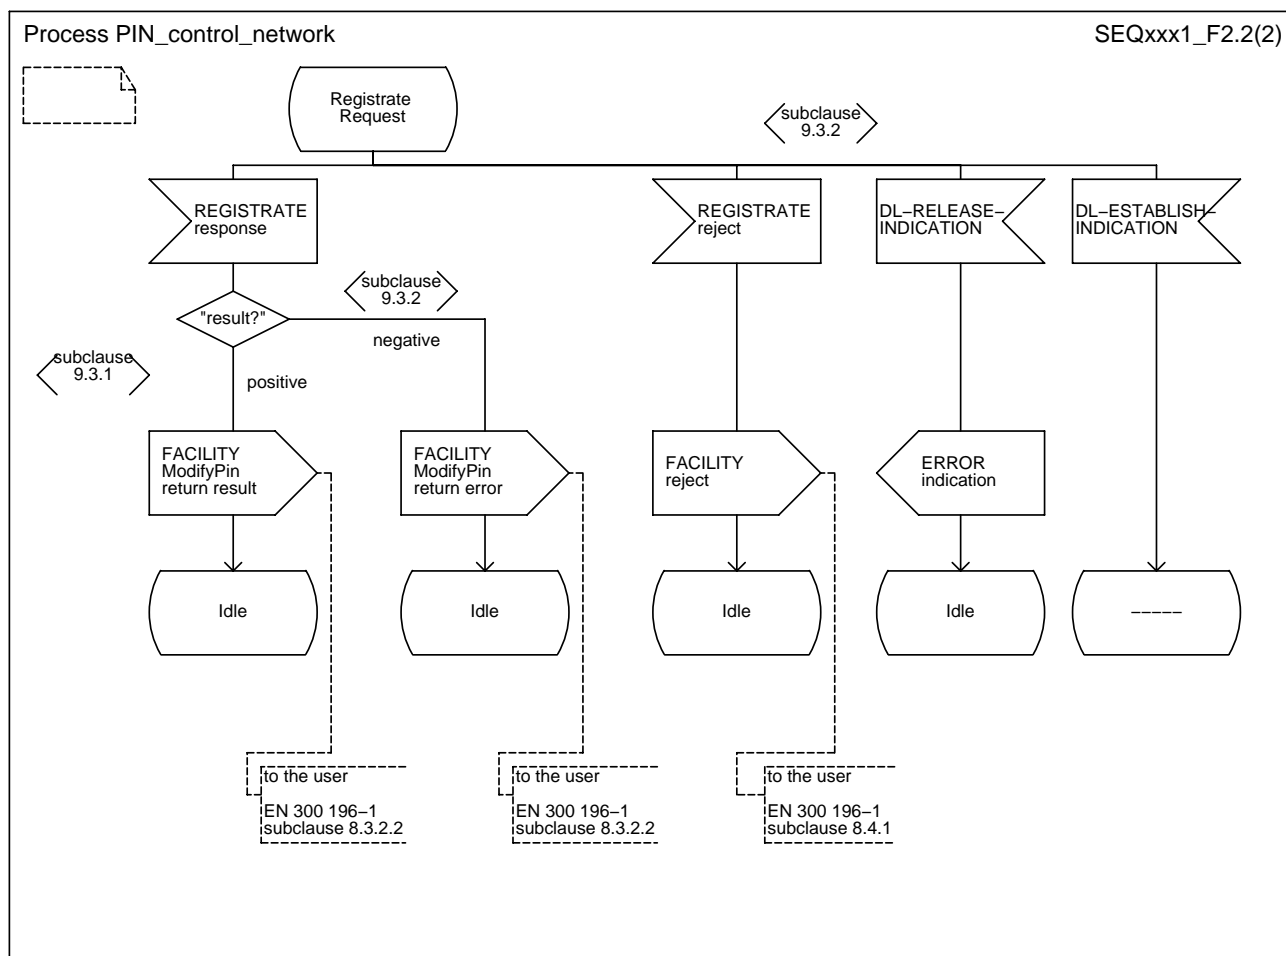 Process PIN_control_network
SEQxxx1_F2.2(2)
Registrate
Request
subclause
9.3.2
REGISTRATE
response
REGISTRATE
reject
DL−RELEASE−
INDICATION
DL−ESTABLISH−
INDICATION
subclause
9.3.2
"result?"
negative
subclause
9.3.1
positive
FACILITY
ModifyPin
return result
FACILITY
ModifyPin
return error
FACILITY
reject
ERROR
indication
Idle
Idle
Idle
Idle
−−−−−
to the user
EN 300 196−1
subclause 8.3.2.2
to the user
EN 300 196−1
subclause 8.3.2.2
to the user
EN 300 196−1
subclause 8.4.1